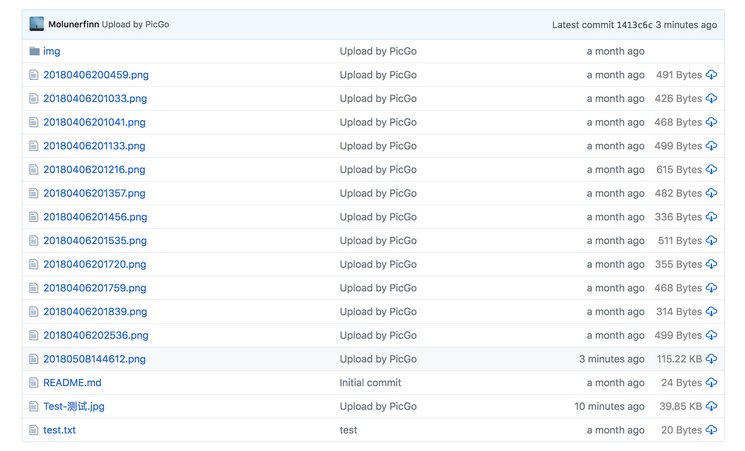 Molunerfinn Upload by PicGo Latest commit 1413c6c 3 minutes ago
img Upload by PicGo a month ago
20180406200459.png Upload by PicGo a month ago 491 Bytes
20180406201033.png Upload by PicGo a month ago 426 Bytes
20180406201041.png Upload by PicGo a month ago 468 Bytes
20180406201133.png Upload by PicGo a month ago 499 Bytes
20180406201216.png Upload by PicGo a month ago 615 Bytes
20180406201357.png Upload by PicGo a month ago 482 Bytes
20180406201456.png Upload by PicGo a month ago 336 Bytes
20180406201535.png Upload by PicGo a month ago 511 Bytes
20180406201720.png Upload by PicGo a month ago 355 Bytes
20180406201759.png Upload by PicGo a month ago 468 Bytes
20180406201839.png Upload by PicGo a month ago 314 Bytes
20180406202536.png Upload by PicGo a month ago 499 Bytes
20180508144612.png Upload by PicGo 3 minutes ago 115.22 KB
README.md Initial commit a month ago 24 Bytes
Test-测试.jpg Upload by PicGo 10 minutes ago 39.85 KB
test.txt test a month ago 20 Bytes